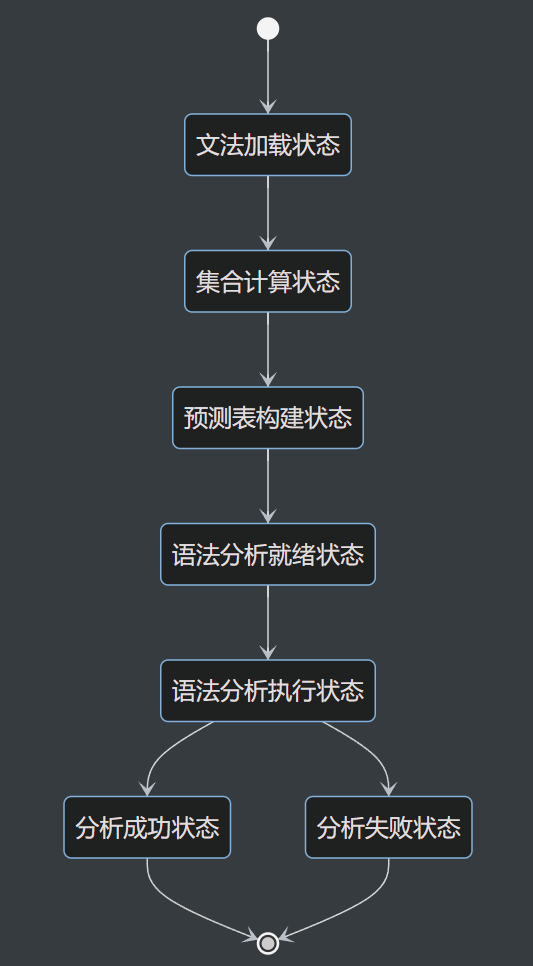 文法加载状态
集合计算状态
预测表构建状态
语法分析就绪状态
语法分析执行状态
分析成功状态
分析失败状态